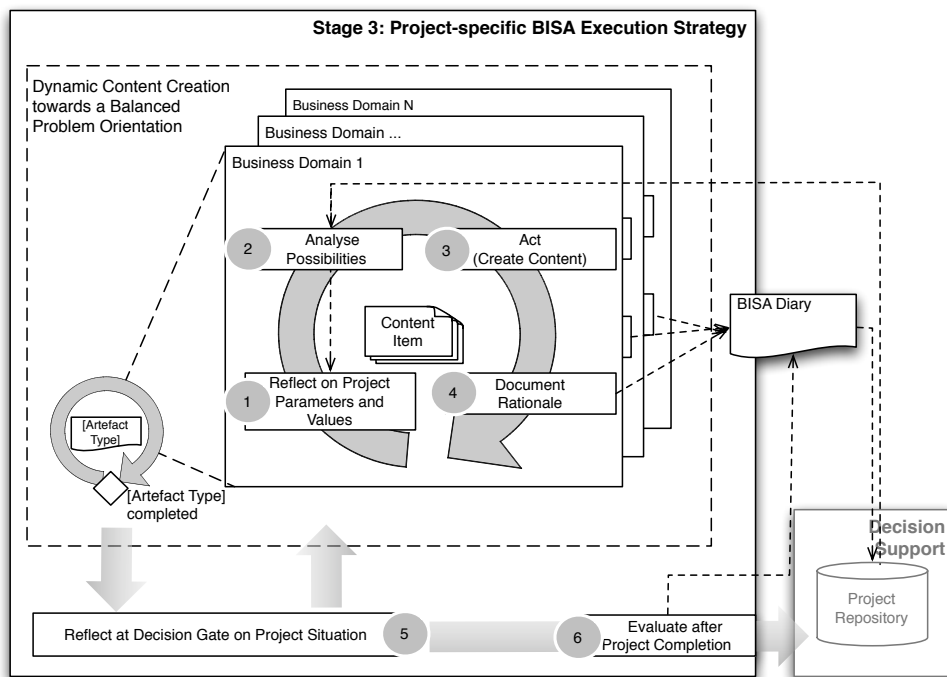 Stage 3: Project-specific BISA Execution Strategy
Dynamic Content Creation
towards a Balanced
Problem Orientation
Business Domain N
Business Domain ...
Business Domain 1
2
Analyse
Possibilities
3
Act
(Create Content)
Content
Item
BISA Diary
1
Reflect on Project
Parameters and
Values
4
Document
Rationale
[Artefact
Type]
[Artefact Type]
completed
Decision
Support
Project
Repository
Reflect at Decision Gate on Project Situation
5
6
Evaluate after
Project Completion